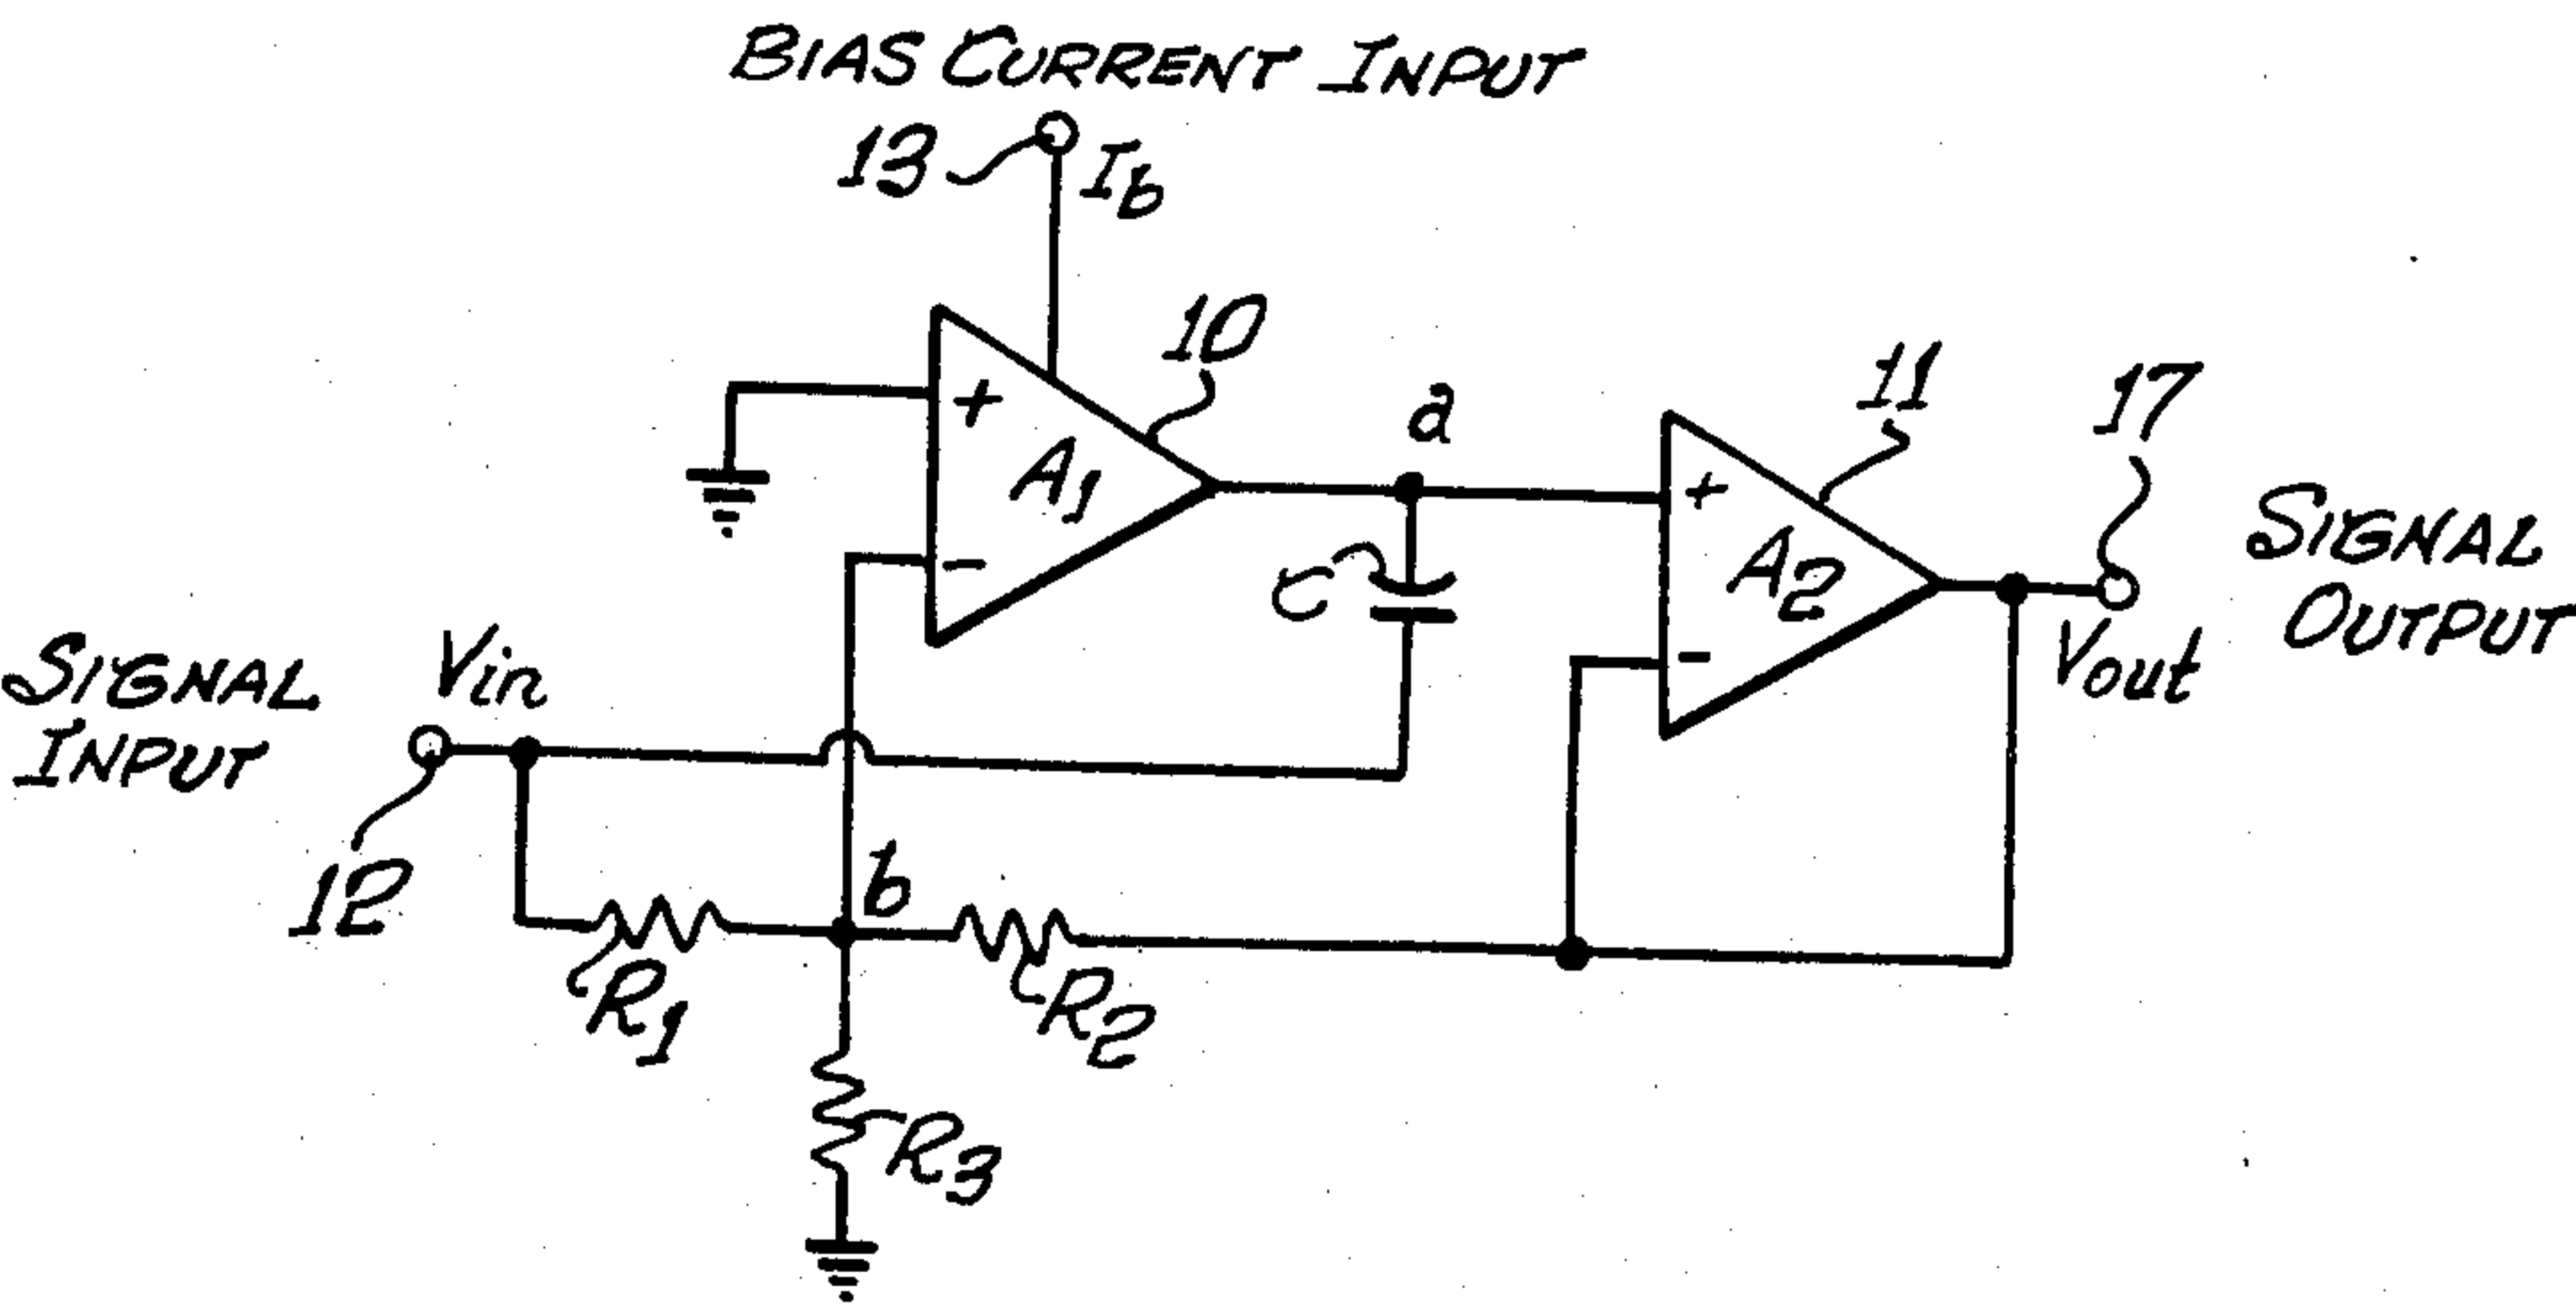 BIAS CURRENT INPUT
13
Ib
10
+
A1
-
a
11
17
+
A2
-
C
SIGNAL
OUTPUT
Vout
SIGNAL
INPUT
Vin
12
b
R1
R2
R3